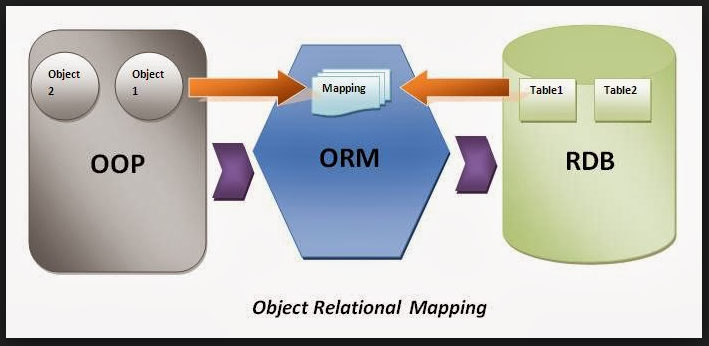 Object
2
Object
1
Mapping
Table1
Table2
OOP
ORM
RDB
Object Relational Mapping